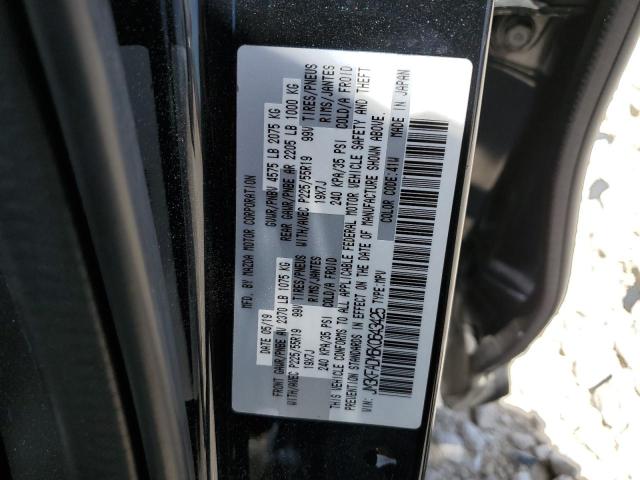 MFD. BY MAZDA MOTOR CORPORATION
DATE 05/19 GVWR/PNBV 4575 LB 2075 KG
FRONT GAWR/PNBE AV 2370 LB 1075 KG REAR GAWR/PNBE AR 2205 LB 1000 KG
WITH/AVEC P225/55R19 99V TIRES/PNEUS WITH/AVEC P225/55R19 99V TIRES/PNEUS
19X7J RIMS/JANTES 19X7J RIMS/JANTES
240 KPA/35 PSI COLD/A FROID 240 KPA/35 PSI COLD/A FROID
THIS VEHICLE CONFORMS TO ALL APPLICABLE FEDERAL MOTOR VEHICLE SAFETY AND THEFT
PREVENTION STANDARDS IN EFFECT ON THE DATE OF MANUFACTURE SHOWN ABOVE.
VIN: TYPE:MPV COLOR CODE:41W MADE IN JAPAN